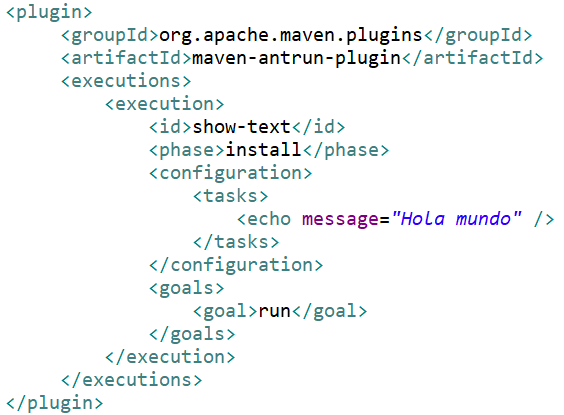 <plugin>
<groupId>org.apache.maven.plugins</groupId>
<artifactId>maven-antrun-plugin</artifactId>
<executions>
<execution>
<id>show-text</id>
<phase>install</phase>
<configuration>
<tasks>
<echo message="Hola mundo" />
</tasks>
</configuration>
<goals>
<goal>run</goal>
</goals>
</execution>
</executions>
</plugin>